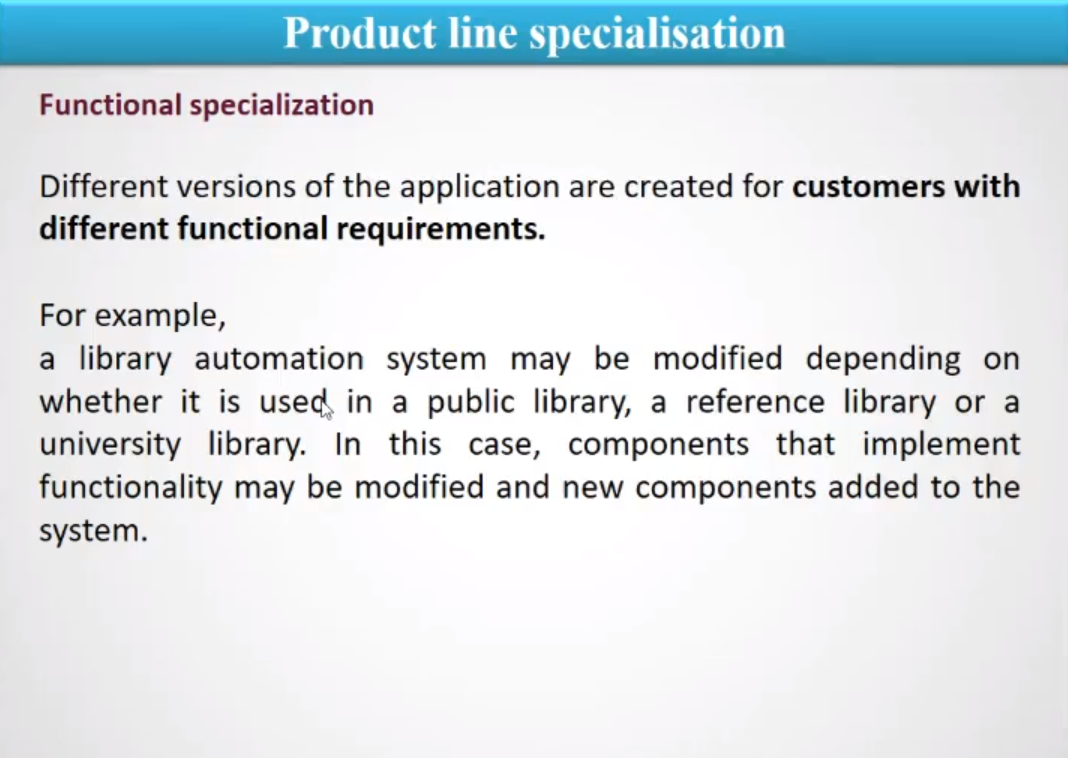 Product line specialisation
Functional specialization
Different versions of the application are created for customers with
different functional requirements.
For example,
a library automation system may be modified depending on
whether it is used in a public library, a reference library or a
university library. In this case, components that implement
functionality may be modified and new components added to the
system.